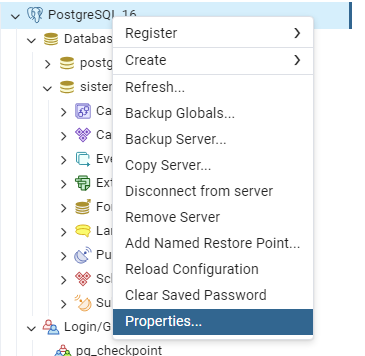 PostgreSQL 16
Register
Databas
Create
postg
Refresh...
sister
Backup Globals...
Ca
Backup Server...
Ca
Copy Server...
Eve
Disconnect from server
Ext
Remove Server
For
Add Named Restore Point...
Lan
Reload Configuration
Pu
Clear Saved Password
Sc
Properties...
Su
Login/G
pg_checkpoint